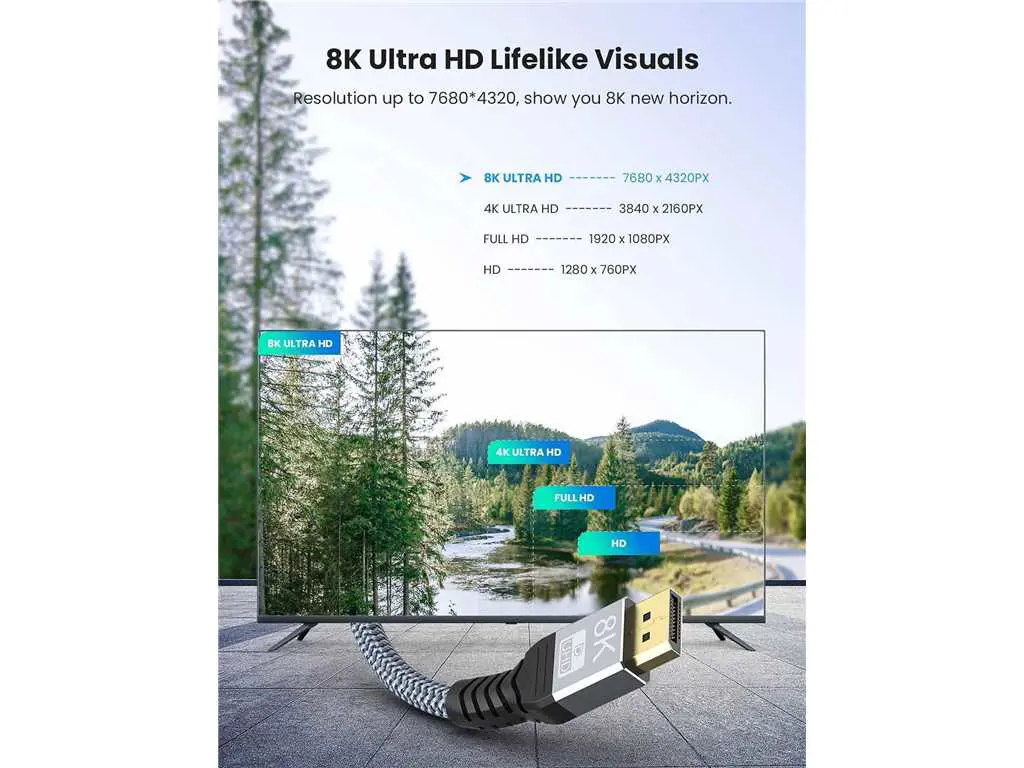 8K Ultra HD Lifelike Visuals
Resolution up to 7680*4320, show you 8K new horizon.
8K ULTRA HD ------- 7680 x 4320PX
4K ULTRA HD ------- 3840 x 2160PX
FULL HD ------- 1920 x 1080PX
HD ------- 1280 x 760PX
8K ULTRA HD
4K ULTRA HD
FULL HD
HD
8K
HD
UHD